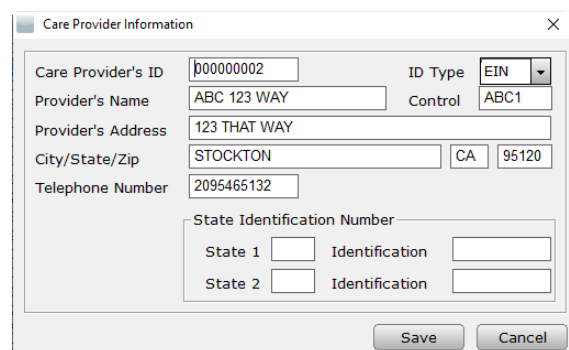 Care Provider Information
Care Provider's ID 000000002 ID Type EIN
Provider's Name ABC 123 WAY Control ABC1
Provider's Address 123 THAT WAY
City/State/Zip STOCKTON CA 95120
Telephone Number 2095465132
State Identification Number
State 1 Identification
State 2 Identification
Save Cancel